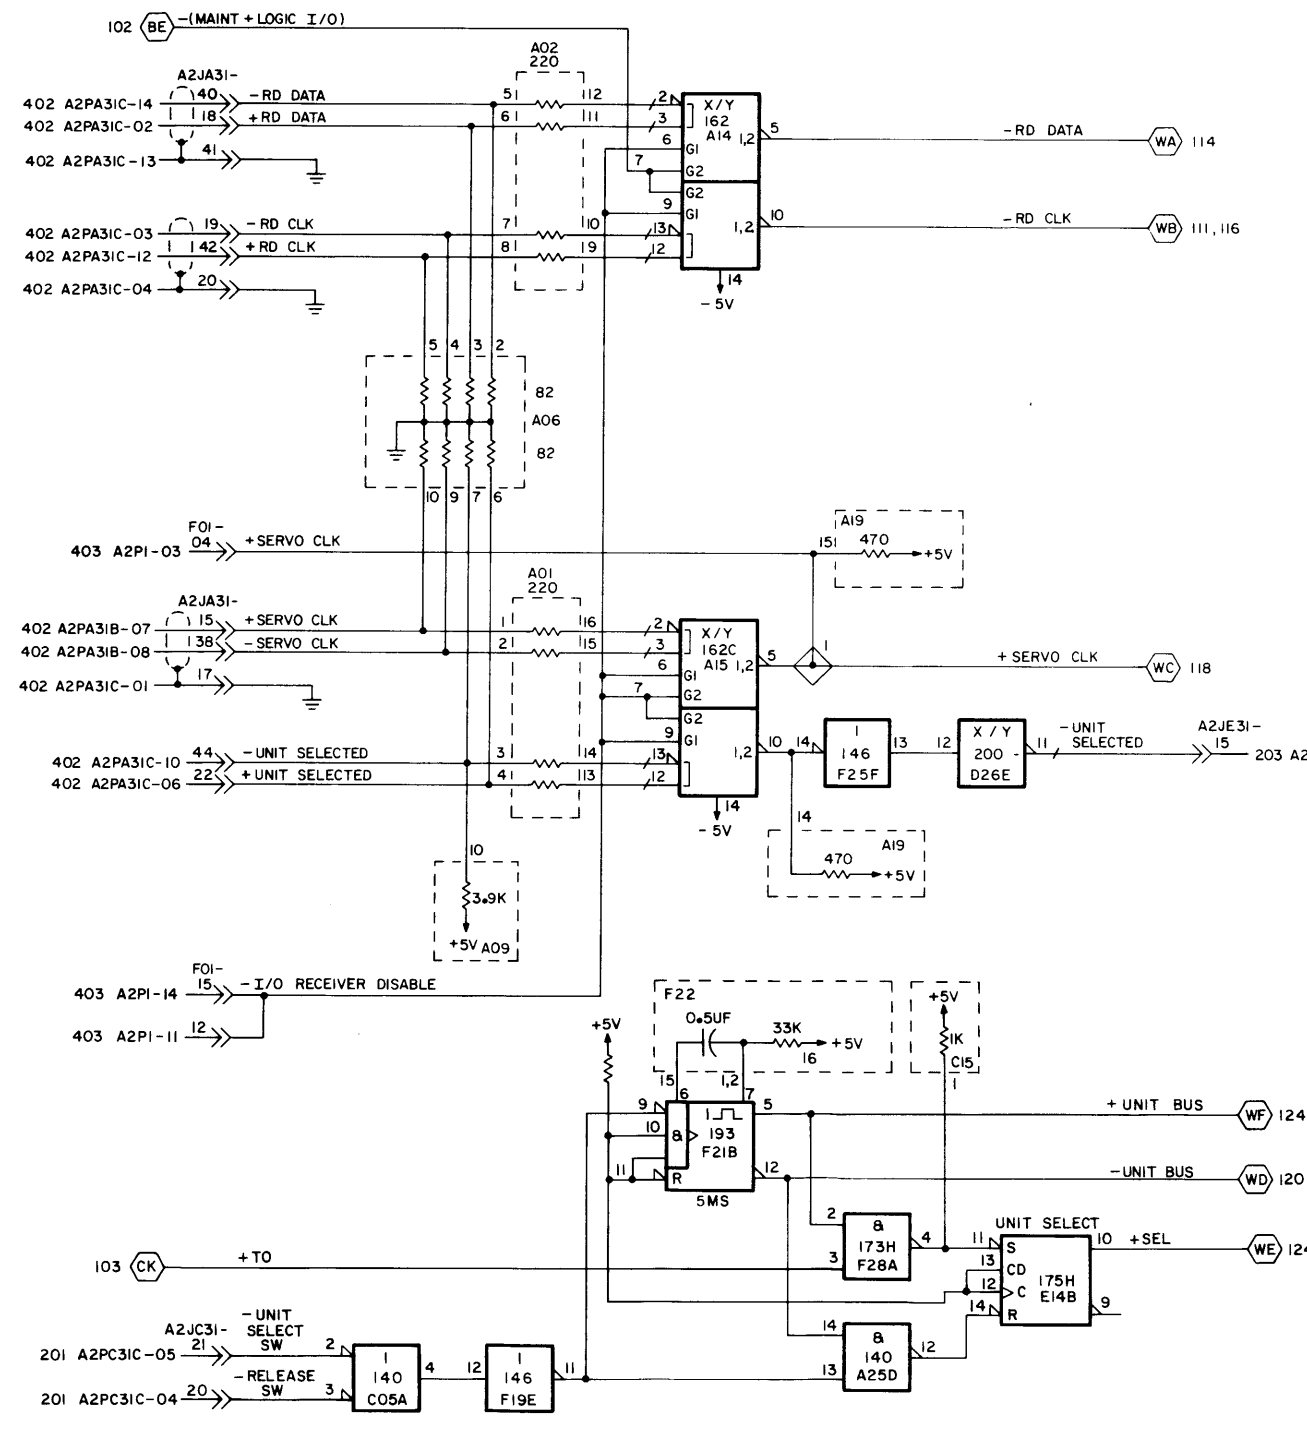 102 BE -(MAINT + LOGIC I/O)
A02
220
A2JA31-
402 A2PA31C-14 40 -RD DATA 5 12 2 X/Y 5 -RD DATA WA 114
402 A2PA31C-02 18 +RD DATA 6 11 3 162
A14 1,2
402 A2PA31C-13 41 6 G1
7 G2
G2
9 G1
402 A2PA31C-03 19 -RD CLK 7 10 13 1,2 10 -RD CLK WB 111,116
402 A2PA31C-12 42 +RD CLK 8 9 12
402 A2PA31C-04 20 14
-5V
5 4 3 2
82
A06
82
10 9 7 6
F01-
403 A2P1-03 04 +SERVO CLK 15 A19 470 +5V
A01
220
A2JA31-
402 A2PA31B-07 15 +SERVO CLK 1 16 2 X/Y
402 A2PA31B-08 38 -SERVO CLK 2 15 3 162C
A15 1,2 5 1 +SERVO CLK WC 118
402 A2PA31C-01 17 6 G1
7 G2
G2
9 G1
402 A2PA31C-10 44 -UNIT SELECTED 3 14 13 1,2 10 14 1 146 F25F 13 12 X/Y 200 - D26E 11 -UNIT SELECTED A2JE31- 15 203 A2
402 A2PA31C-06 22 +UNIT SELECTED 4 13 12
14
-5V
14
A19
470 +5V
10
3.9K
+5V A09
F01-
403 A2P1-14 15 -I/O RECEIVER DISABLE
403 A2P1-11 12
F22
0.5UF
33K
16 +5V
+5V
1K
C15
1
+5V
15 6 1,2 7
9 10 11 & R 1 193 F21B 5 12
5MS
+UNIT BUS WF 124
-UNIT BUS WD 120
2 & 173H F28A 3 4
UNIT SELECT
11 S 13 CD 12 C 14 R 175H E14B 10 9 +SEL WE 124
103 CK +TO
14 & 140 A25D 13 12
A2JC31-
201 A2PC31C-05 21 -UNIT SELECT SW 2
1 140 C05A 4 12 1 146 F19E 11
201 A2PC31C-04 20 -RELEASE SW 3